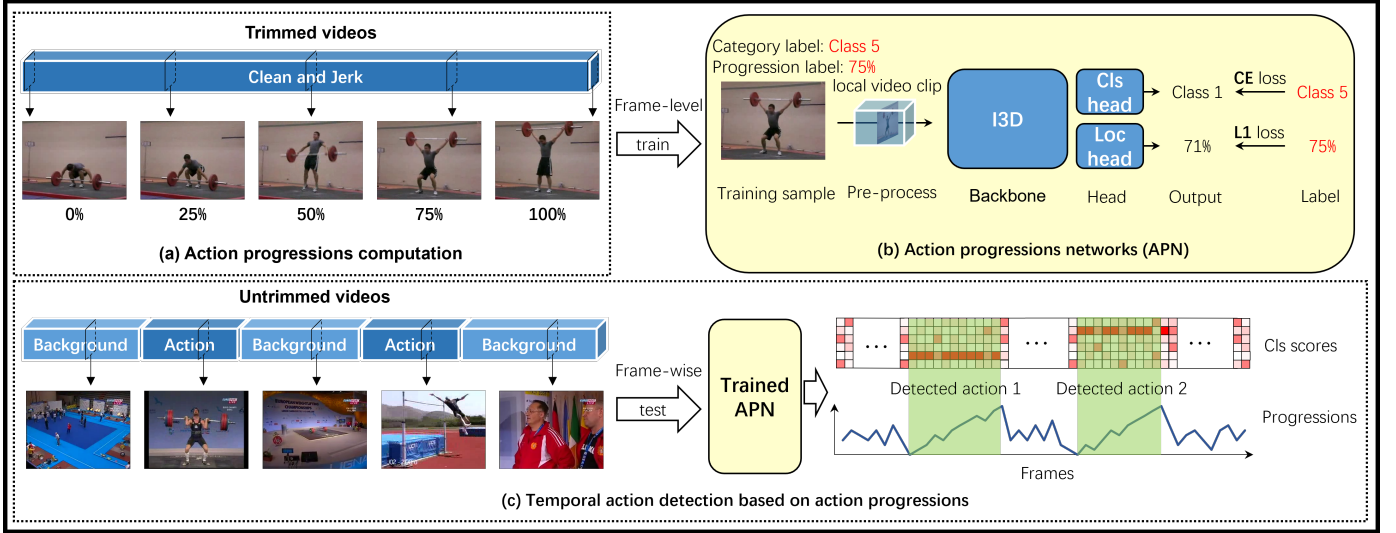 Trimmed videos
Clean and Jerk
0%
25%
50%
75%
100%
(a) Action progressions computation
Frame-level
train
Category label: Class 5
Progression label: 75%
local video clip
I3D
Cls
head
Loc
head
Class 1
CE loss
Class 5
71%
L1 loss
75%
Training sample
Pre-process
Backbone
Head
Output
Label
(b) Action progressions networks (APN)
Untrimmed videos
Background
Action
Background
Action
Background
Frame-wise
test
Trained
APN
Cls scores
Detected action 1
Detected action 2
Progressions
Frames
(c) Temporal action detection based on action progressions